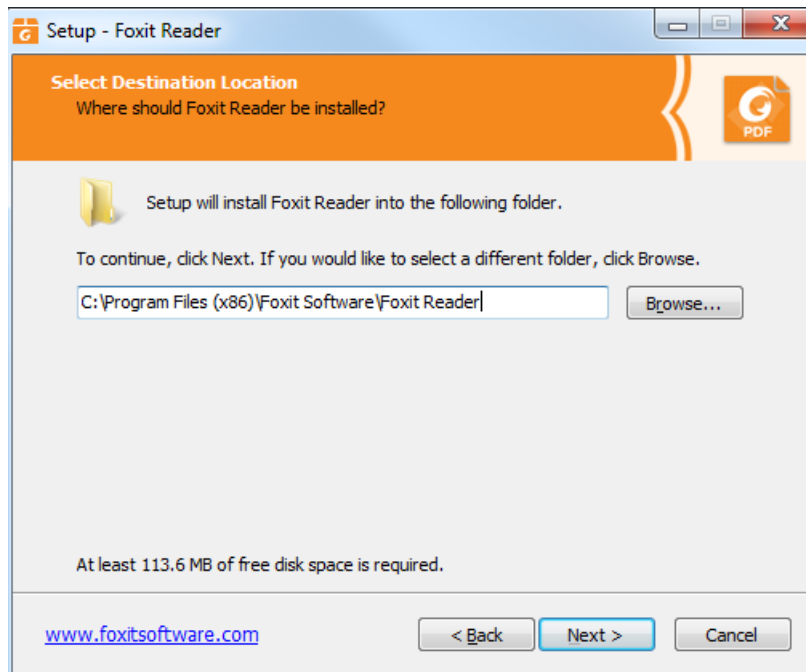 Setup - Foxit Reader
Select Destination Location
Where should Foxit Reader be installed?
PDF
Setup will install Foxit Reader into the following folder.
To continue, click Next. If you would like to select a different folder, click Browse.
C:\Program Files (x86)\Foxit Software\Foxit Reader
Browse...
At least 113.6 MB of free disk space is required.
www.foxitsoftware.com
< Back
Next >
Cancel